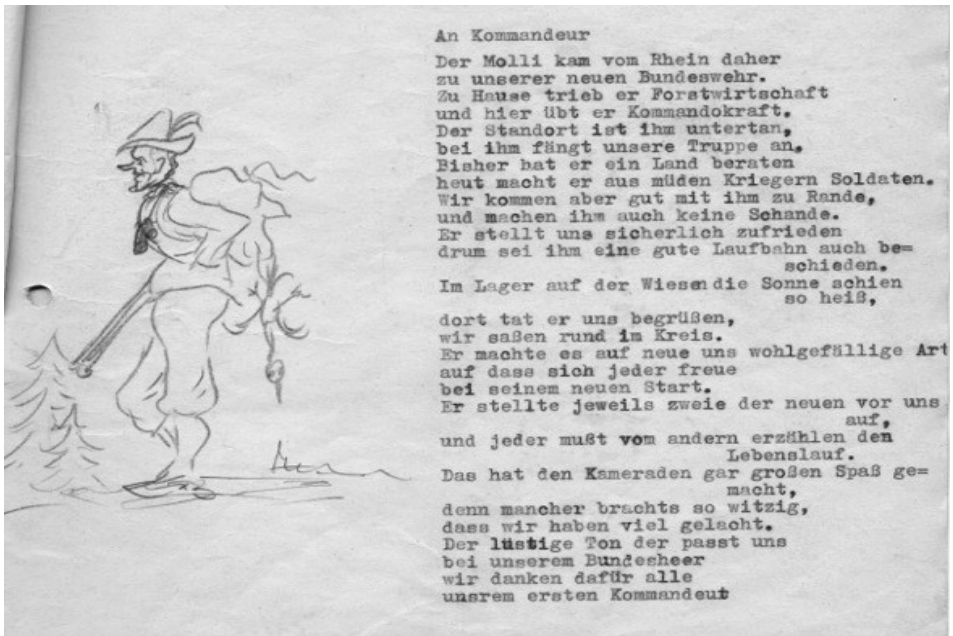 An Kommandeur
Der Molli kam vom Rhein daher
zu unserer neuen Bundeswehr.
Zu Hause trieb er Forstwirtschaft
und hier übt er Kommandokraft.
Der Standort ist ihm untertan,
bei ihm fängt unsere Truppe an.
Bisher hat er ein Land beraten
heut macht er aus müden Kriegern Soldaten.
Wir kommen aber gut mit ihm zu Rande,
und machen ihm auch keine Schande.
Er stellt uns sicherlich zufrieden
drum sei ihm eine gute Laufbahn auch be=
schieden.
Im Lager auf der Wiesen die Sonne schien
so heiß,
dort tat er uns begrüßen,
wir saßen rund im Kreis.
Er machte es auf neue uns wohlgefällige Art
auf dass sich jeder freue
bei seinem neuen Start.
Er stellte jeweils zweie der neuen vor uns
auf,
und jeder mußt vom andern erzählen den
Lebenslauf.
Das hat den Kameraden gar großen Spaß ge=
macht,
denn mancher brachts so witzig,
dass wir haben viel gelacht.
Der lüstige Ton der passt uns
bei unserem Bundesheer
wir danken dafür alle
unsrem ersten Kommandeut